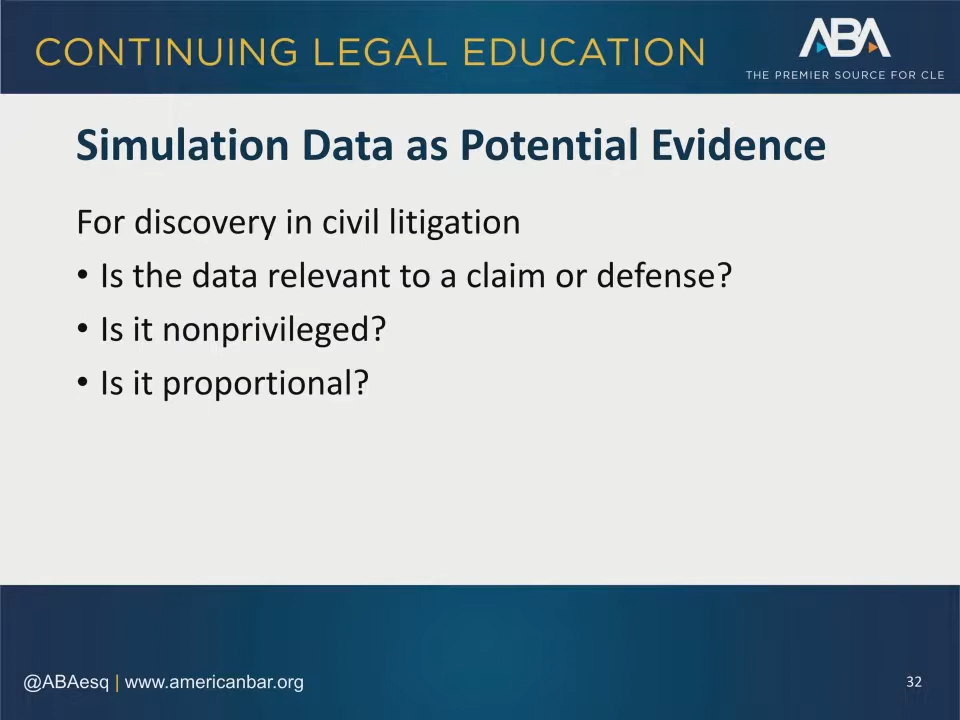 CONTINUING LEGAL EDUCATION
ABA
THE PREMIER SOURCE FOR CLE
Simulation Data as Potential Evidence
For discovery in civil litigation
• Is the data relevant to a claim or defense?
• Is it nonprivileged?
• Is it proportional?
@ABAesq | www.americanbar.org
32